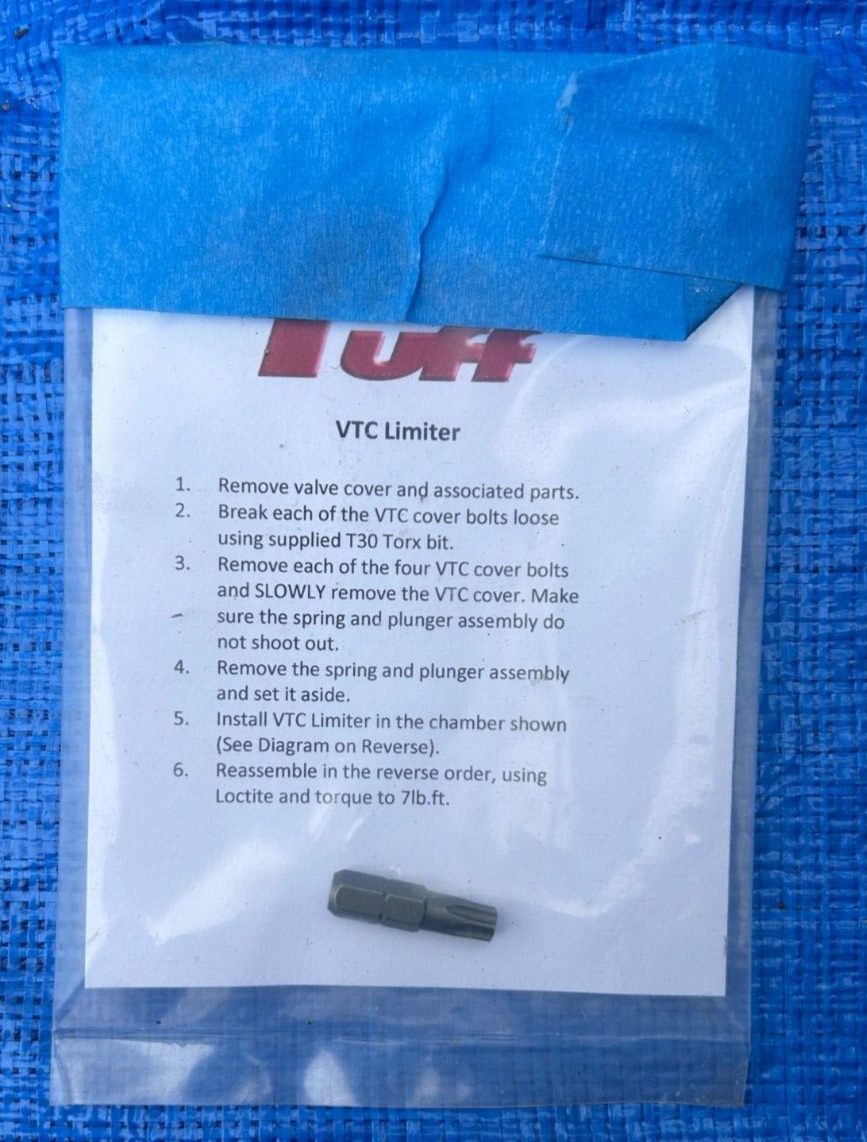 Tuff
VTC Limiter
1. Remove valve cover and associated parts.
2. Break each of the VTC cover bolts loose
using supplied T30 Torx bit.
3. Remove each of the four VTC cover bolts
and SLOWLY remove the VTC cover. Make
sure the spring and plunger assembly do
not shoot out.
4. Remove the spring and plunger assembly
and set it aside.
5. Install VTC Limiter in the chamber shown
(See Diagram on Reverse).
6. Reassemble in the reverse order, using
Loctite and torque to 7lb.ft.